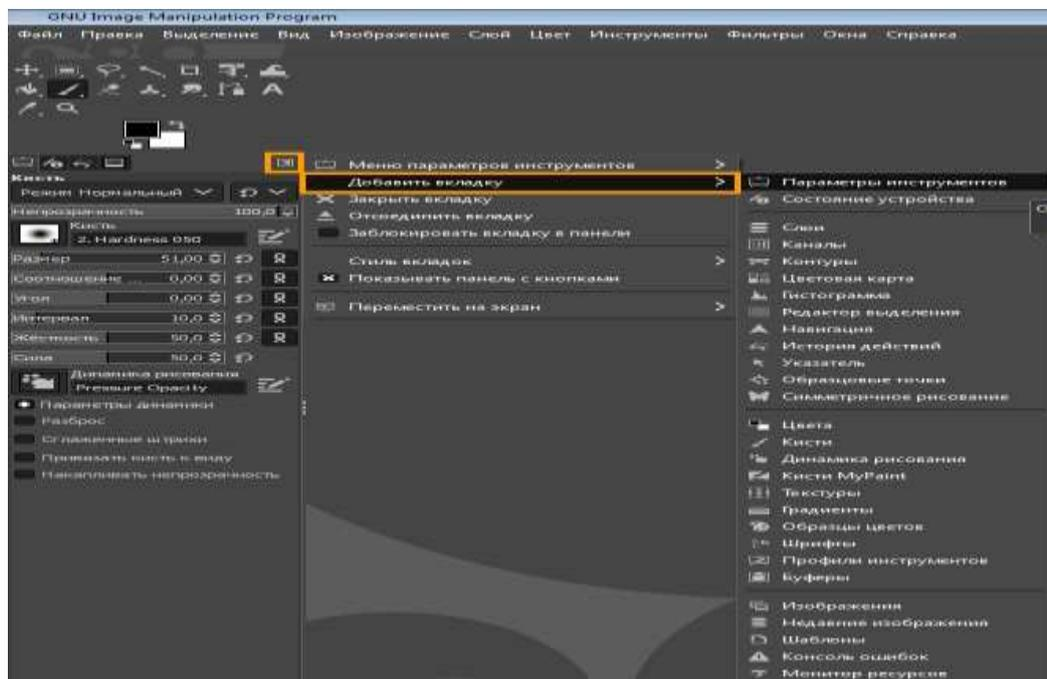 GNU Image Manipulation Program
Файл Правка Выделение Вид Изображение Слой Цвет Инструменты Фильтры Окна Справка
Кисть
Режим Нормальный
Непрозрачность 100,0
Кисть
2. Hardness 050
Размер 51,00
Соотношение ... 0,00
Угол 0,00
Интервал 10,0
Жёсткость 50,0
Сила 50,0
Динамика рисования
Pressure Opacity
Параметры динамики
Разброс
Сглаженные штрихи
Привязать кисть к виду
Накапливать непрозрачность
Меню параметров инструментов >
Добавить вкладку >
Закрыть вкладку
Отсоединить вкладку
Заблокировать вкладку в панели
Стиль вкладок >
Показывать панель с кнопками
Переместить на экран >
Параметры инструментов
Состояние устройства
Слои
Каналы
Контуры
Цветовая карта
Гистограмма
Редактор выделения
Навигация
История действий
Указатель
Образцовые точки
Симметричное рисование
Цвета
Кисти
Динамика рисования
Кисти MyPaint
Текстуры
Градиенты
Образцы цветов
Шрифты
Профили инструментов
Буферы
Изображения
Недавние изображения
Шаблоны
Консоль ошибок
Монитор ресурсов